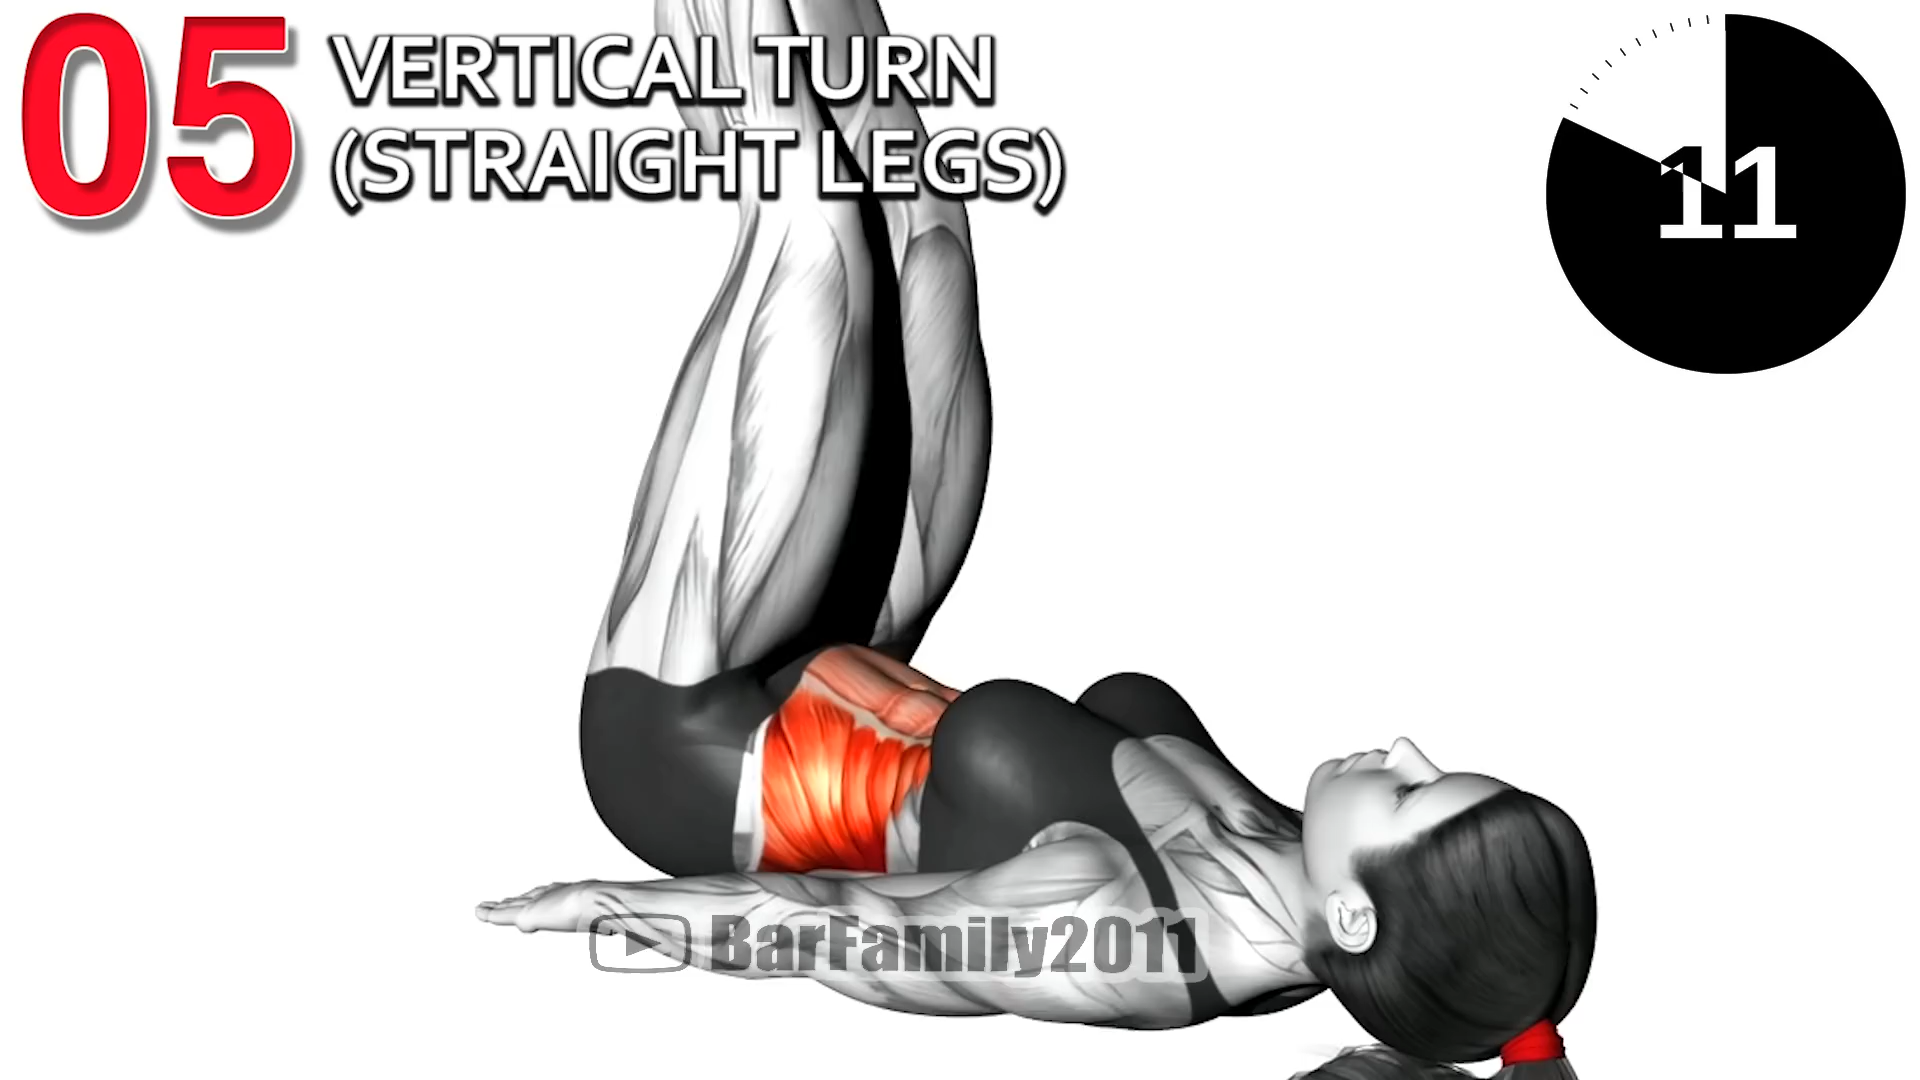 05
VERTICAL TURN
(STRAIGHT LEGS)
11
BarFamily2011